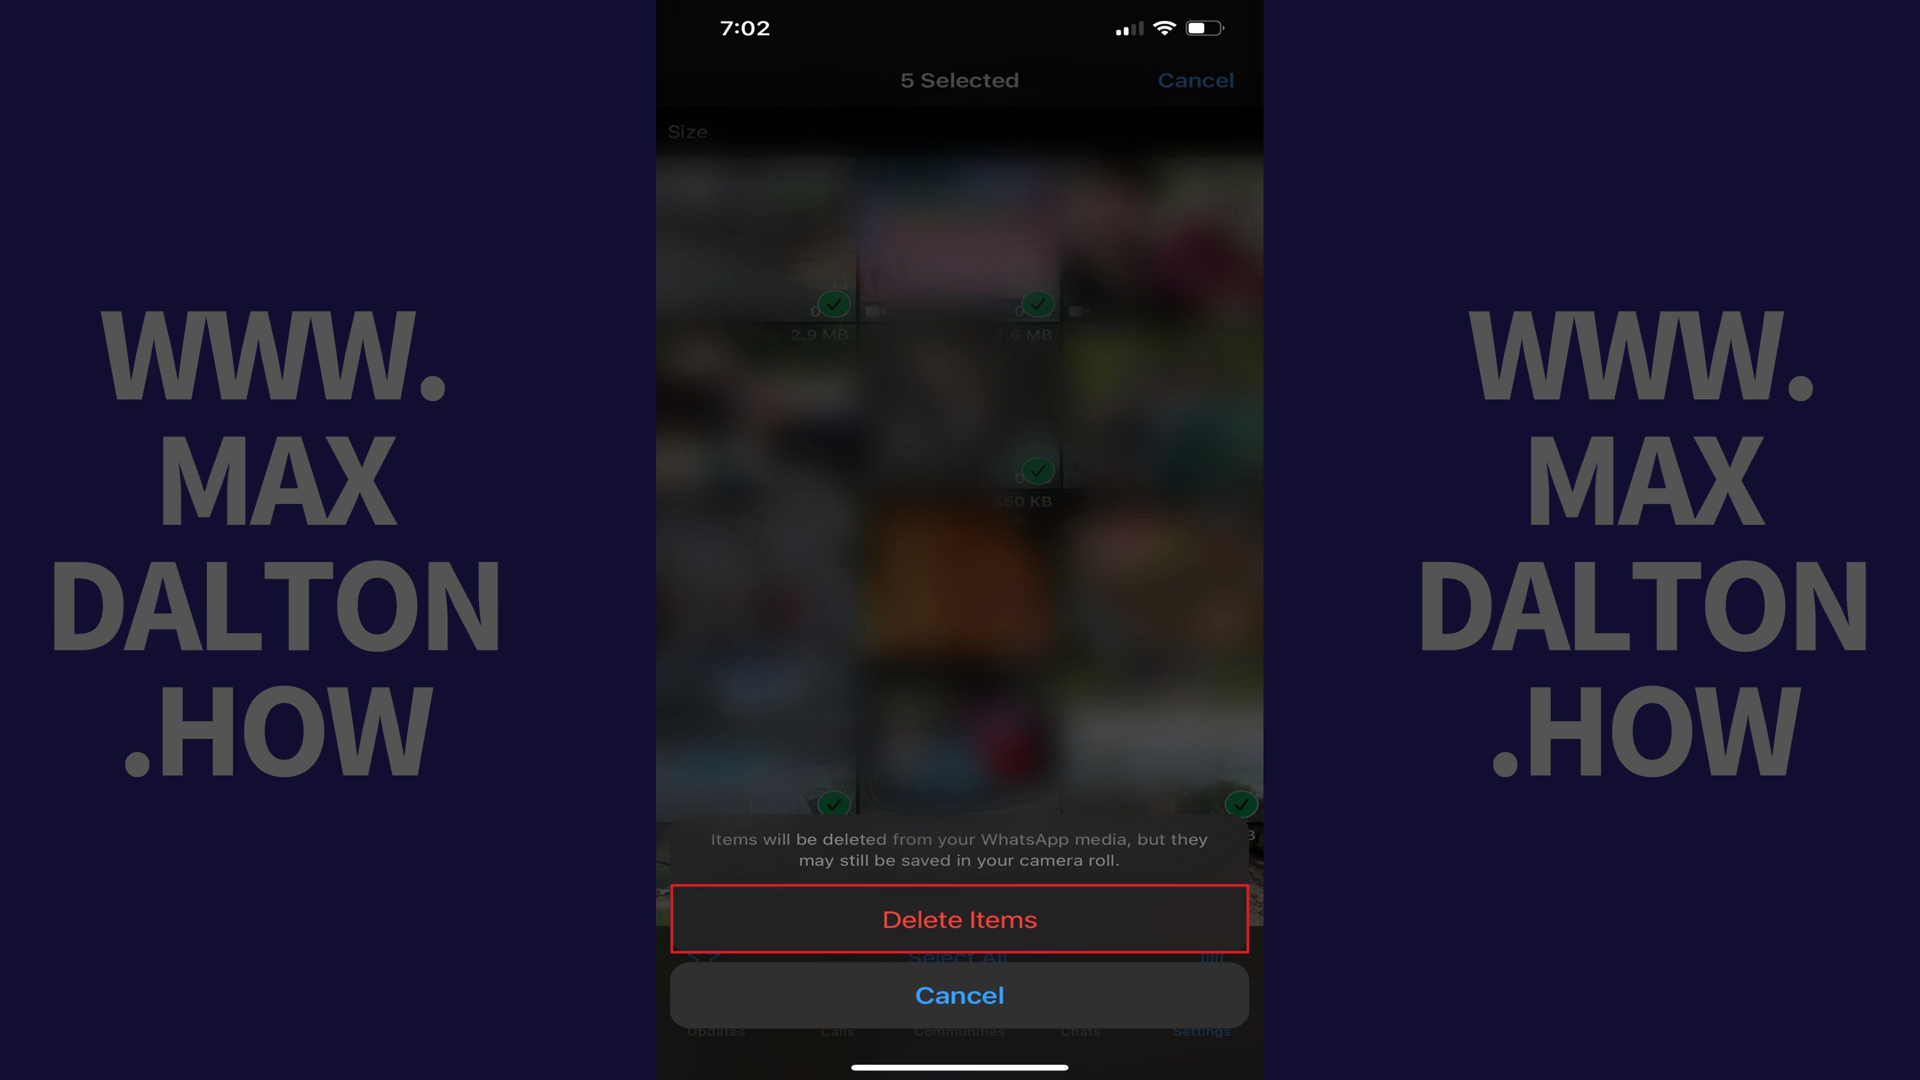 7:02
5 Selected
Cancel
Size
2.9 MB
1.6 MB
450 KB
WWW.
MAX
DALTON
.HOW
WWW.
MAX
DALTON
.HOW
Items will be deleted from your WhatsApp media, but they
may still be saved in your camera roll.
Delete Items
Select All
Cancel
Updates
Calls
Communities
Chats
Settings